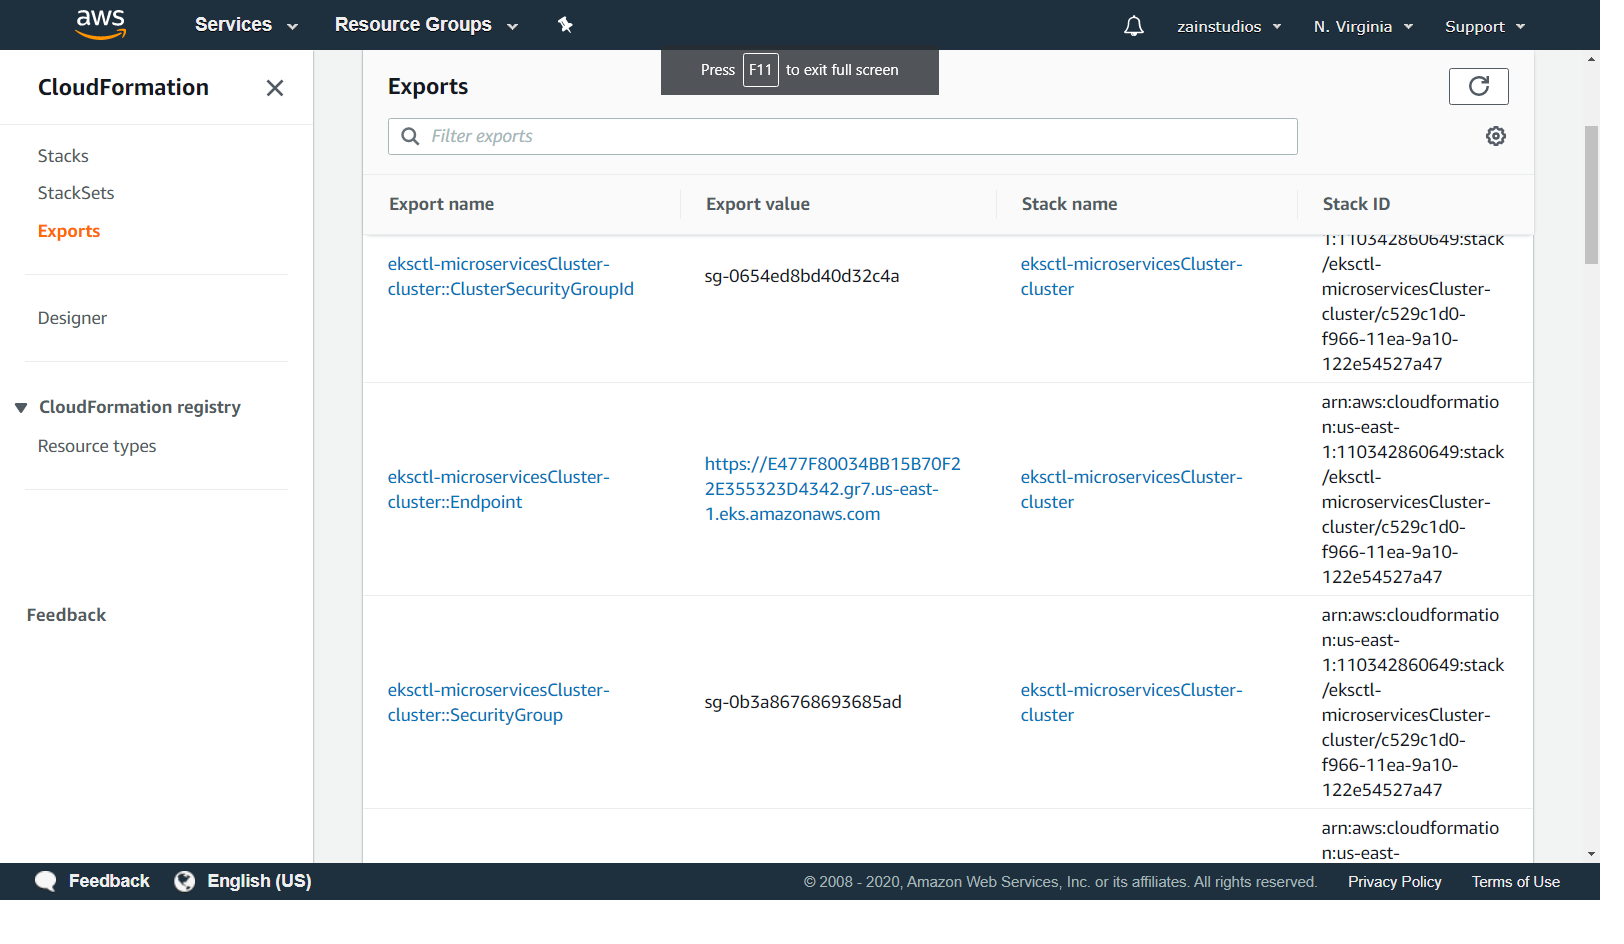 aws
Services
Resource Groups
zainstudios
N. Virginia
Support
Press F11 to exit full screen
CloudFormation
Stacks
StackSets
Exports
Designer
CloudFormation registry
Resource types
Feedback
Exports
Filter exports
Export name
Export value
Stack name
Stack ID
eksctl-microservicesCluster-
cluster::ClusterSecurityGroupId
sg-0654ed8bd40d32c4a
eksctl-microservicesCluster-
cluster
1:110342860649:stack
/eksctl-
microservicesCluster-
cluster/c529c1d0-
f966-11ea-9a10-
122e54527a47
eksctl-microservicesCluster-
cluster::Endpoint
https://E477F80034BB15B70F2
2E355323D4342.gr7.us-east-
1.eks.amazonaws.com
eksctl-microservicesCluster-
cluster
arn:aws:cloudformatio
n:us-east-
1:110342860649:stack
/eksctl-
microservicesCluster-
cluster/c529c1d0-
f966-11ea-9a10-
122e54527a47
eksctl-microservicesCluster-
cluster::SecurityGroup
sg-0b3a86768693685ad
eksctl-microservicesCluster-
cluster
arn:aws:cloudformatio
n:us-east-
1:110342860649:stack
/eksctl-
microservicesCluster-
cluster/c529c1d0-
f966-11ea-9a10-
122e54527a47
arn:aws:cloudformatio
n:us-east-
Feedback
English (US)
© 2008 - 2020, Amazon Web Services, Inc. or its affiliates. All rights reserved.
Privacy Policy
Terms of Use